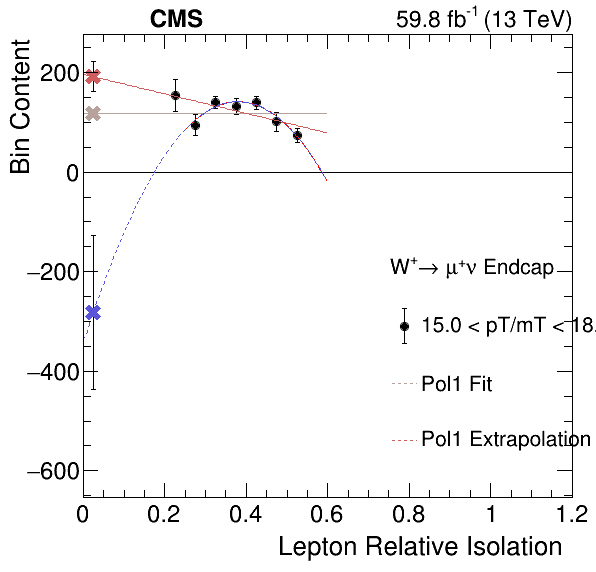 CMS 59.8 fb⁻¹ (13 TeV)
Bin Content
200
0
−200
−400
−600
W⁺→ μ⁺ν Endcap
15.0 < pT/mT < 18.
Pol1 Fit
Pol1 Extrapolation
0 0.2 0.4 0.6 0.8 1 1.2
Lepton Relative Isolation